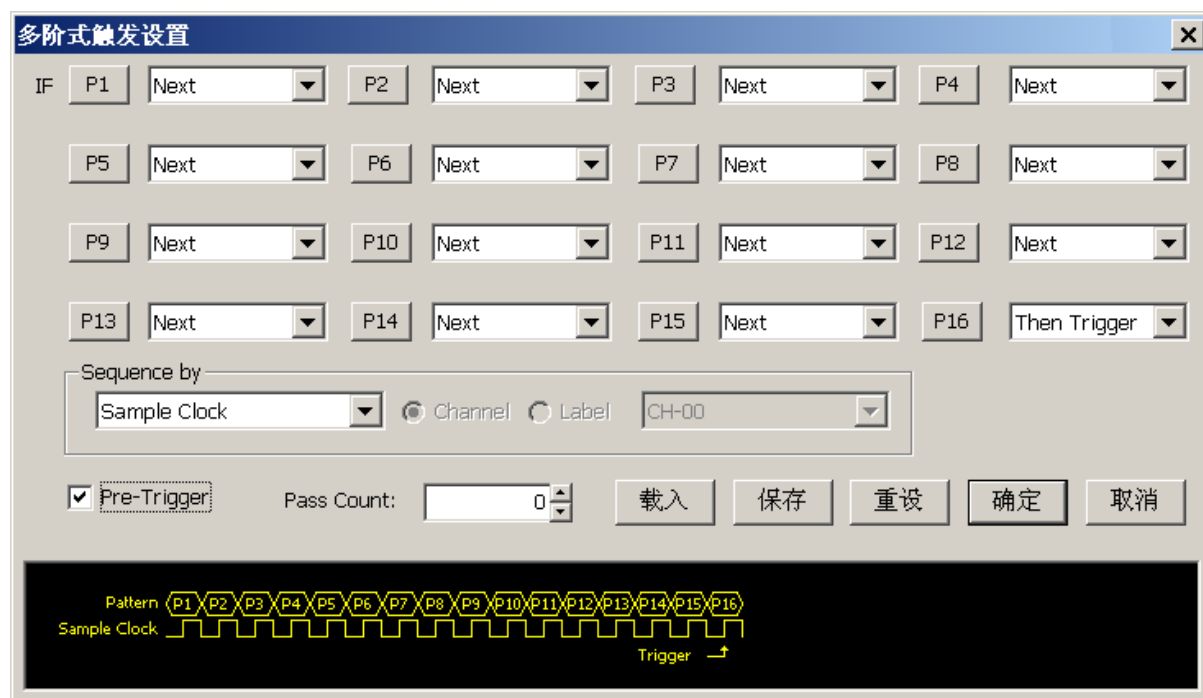 多阶式触发设置
IF P1 Next P2 Next P3 Next P4 Next
P5 Next P6 Next P7 Next P8 Next
P9 Next P10 Next P11 Next P12 Next
P13 Next P14 Next P15 Next P16 Then Trigger
Sequence by
Sample Clock Channel Label CH-00
Pre-Trigger Pass Count: 0 载入 保存 重设 确定 取消
Pattern P1 P2 P3 P4 P5 P6 P7 P8 P9 P10 P11 P12 P13 P14 P15 P16
Sample Clock
Trigger